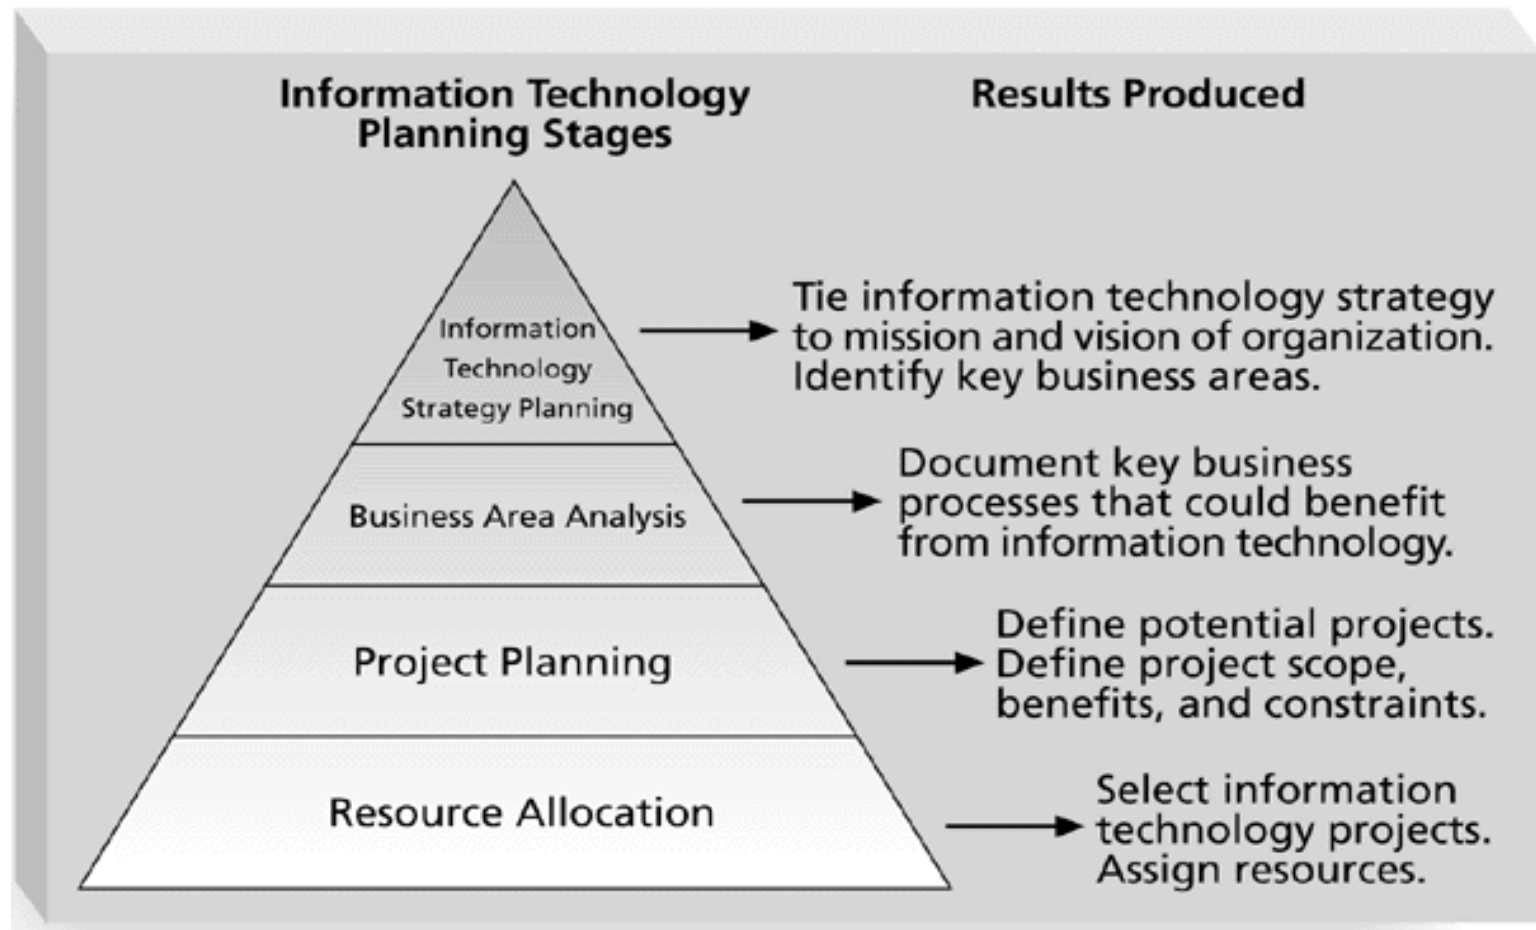 Information Technology
Planning Stages
Results Produced
Information
Technology
Strategy Planning
Tie information technology strategy
to mission and vision of organization.
Identify key business areas.
Business Area Analysis
Document key business
processes that could benefit
from information technology.
Project Planning
Define potential projects.
Define project scope,
benefits, and constraints.
Resource Allocation
Select information
technology projects.
Assign resources.